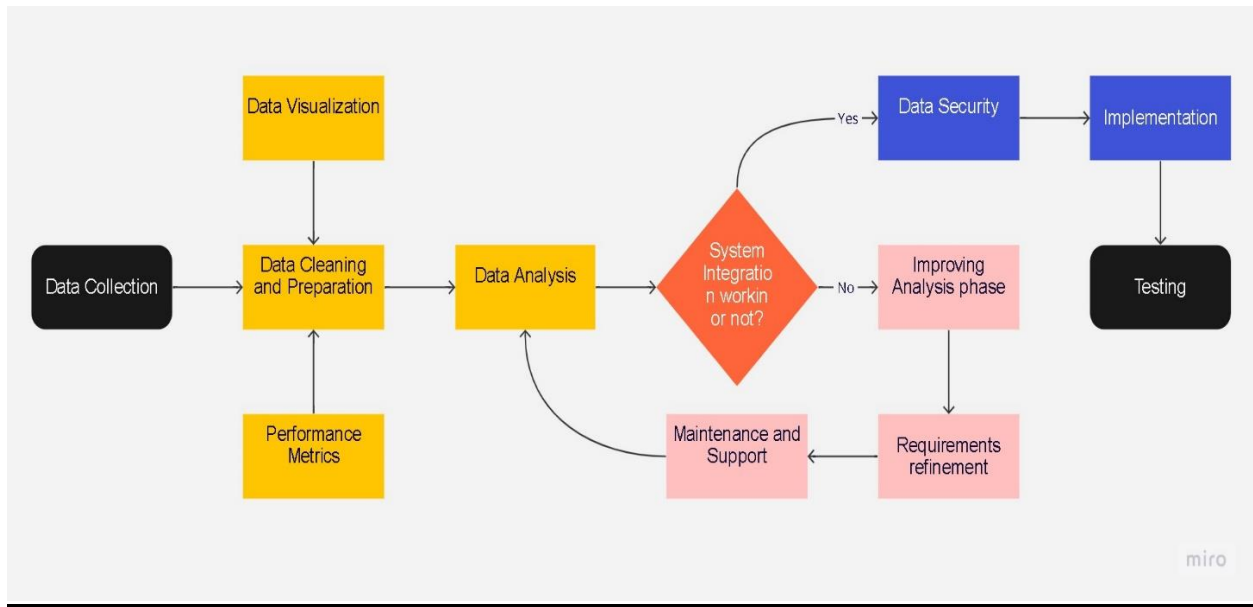 Data Visualization
Yes
Data Security
Implementation
Data Collection
Data Cleaning
and Preparation
Data Analysis
System
Integratio
n workin
or not?
No
Improving
Analysis phase
Testing
Performance
Metrics
Maintenance and
Support
Requirements
refinement
miro